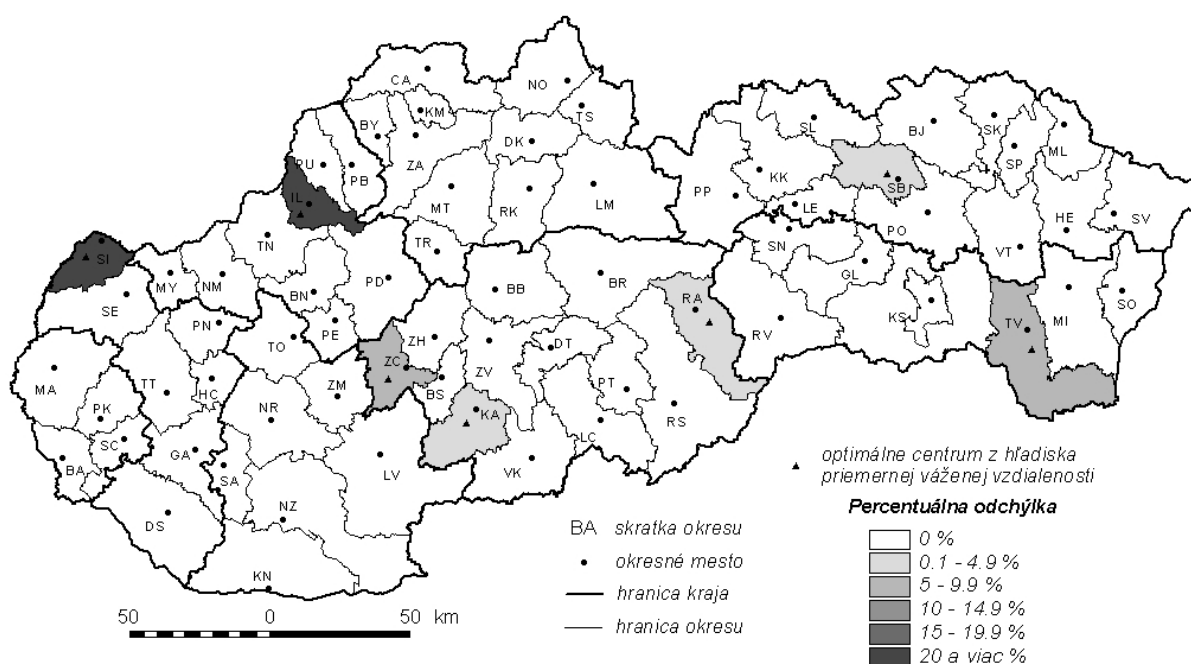 CA
NO
KM
TS
BY
DK
ZA
PU
PB
SL
BJ
SK
ML
SP
KK
PP
SB
IL
MT
RK
LM
LE
PO
HE
SV
TN
TR
SN
VT
SI
MY
NM
BN
PD
BB
BR
GL
RA
KS
MI
SO
SE
PN
TO
PE
ZH
DT
RV
TV
MA
TT
HC
ZM
ZC
BS
ZV
PT
PK
NR
KA
RS
SC
GA
LC
BA
SA
LV
VK
DS
NZ
KN
optimálne centrum z hľadiska
priemernej váženej vzdialenosti
Percentuálna odchýlka
0 %
0.1 - 4.9 %
5 - 9.9 %
10 - 14.9 %
15 - 19.9 %
20 a viac %
BA skratka okresu
okresné mesto
hranica kraja
hranica okresu
50 0 50 km